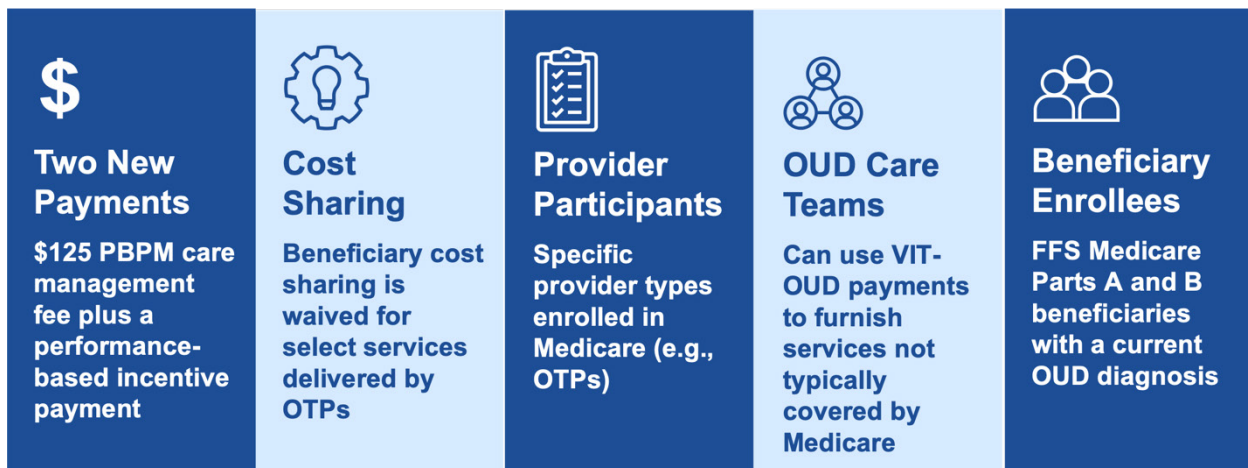 $
Two New
Payments
$125 PBPM care
management
fee plus a
performance-
based incentive
payment
Cost
Sharing
Beneficiary cost
sharing is
waived for
select services
delivered by
OTPs
Provider
Participants
Specific
provider types
enrolled in
Medicare (e.g.,
OTPs)
OUD Care
Teams
Can use VIT-
OUD payments
to furnish
services not
typically
covered by
Medicare
Beneficiary
Enrollees
FFS Medicare
Parts A and B
beneficiaries
with a current
OUD diagnosis